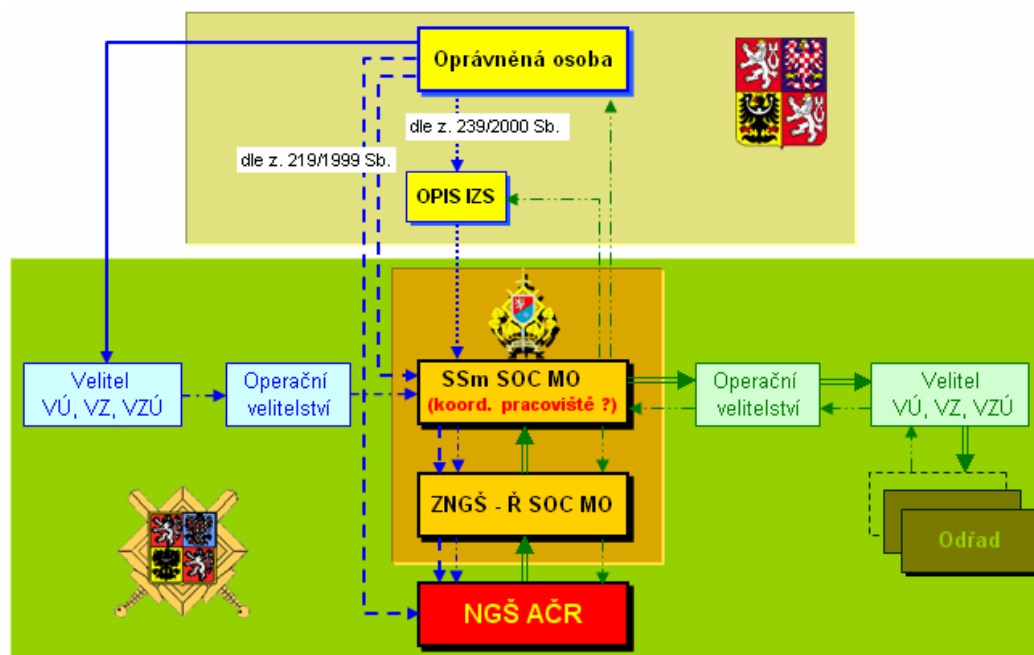 Oprávněná osoba
dle z. 239/2000 Sb.
dle z. 219/1999 Sb.
OPIS IZS
Velitel
VÚ, VZ, VZÚ
Operační
velitelství
SSm SOC MO
(koord. pracoviště ?)
Operační
velitelství
Velitel
VÚ, VZ, VZÚ
ZNGŠ - Ř SOC MO
Odřad
NGŠ AČR